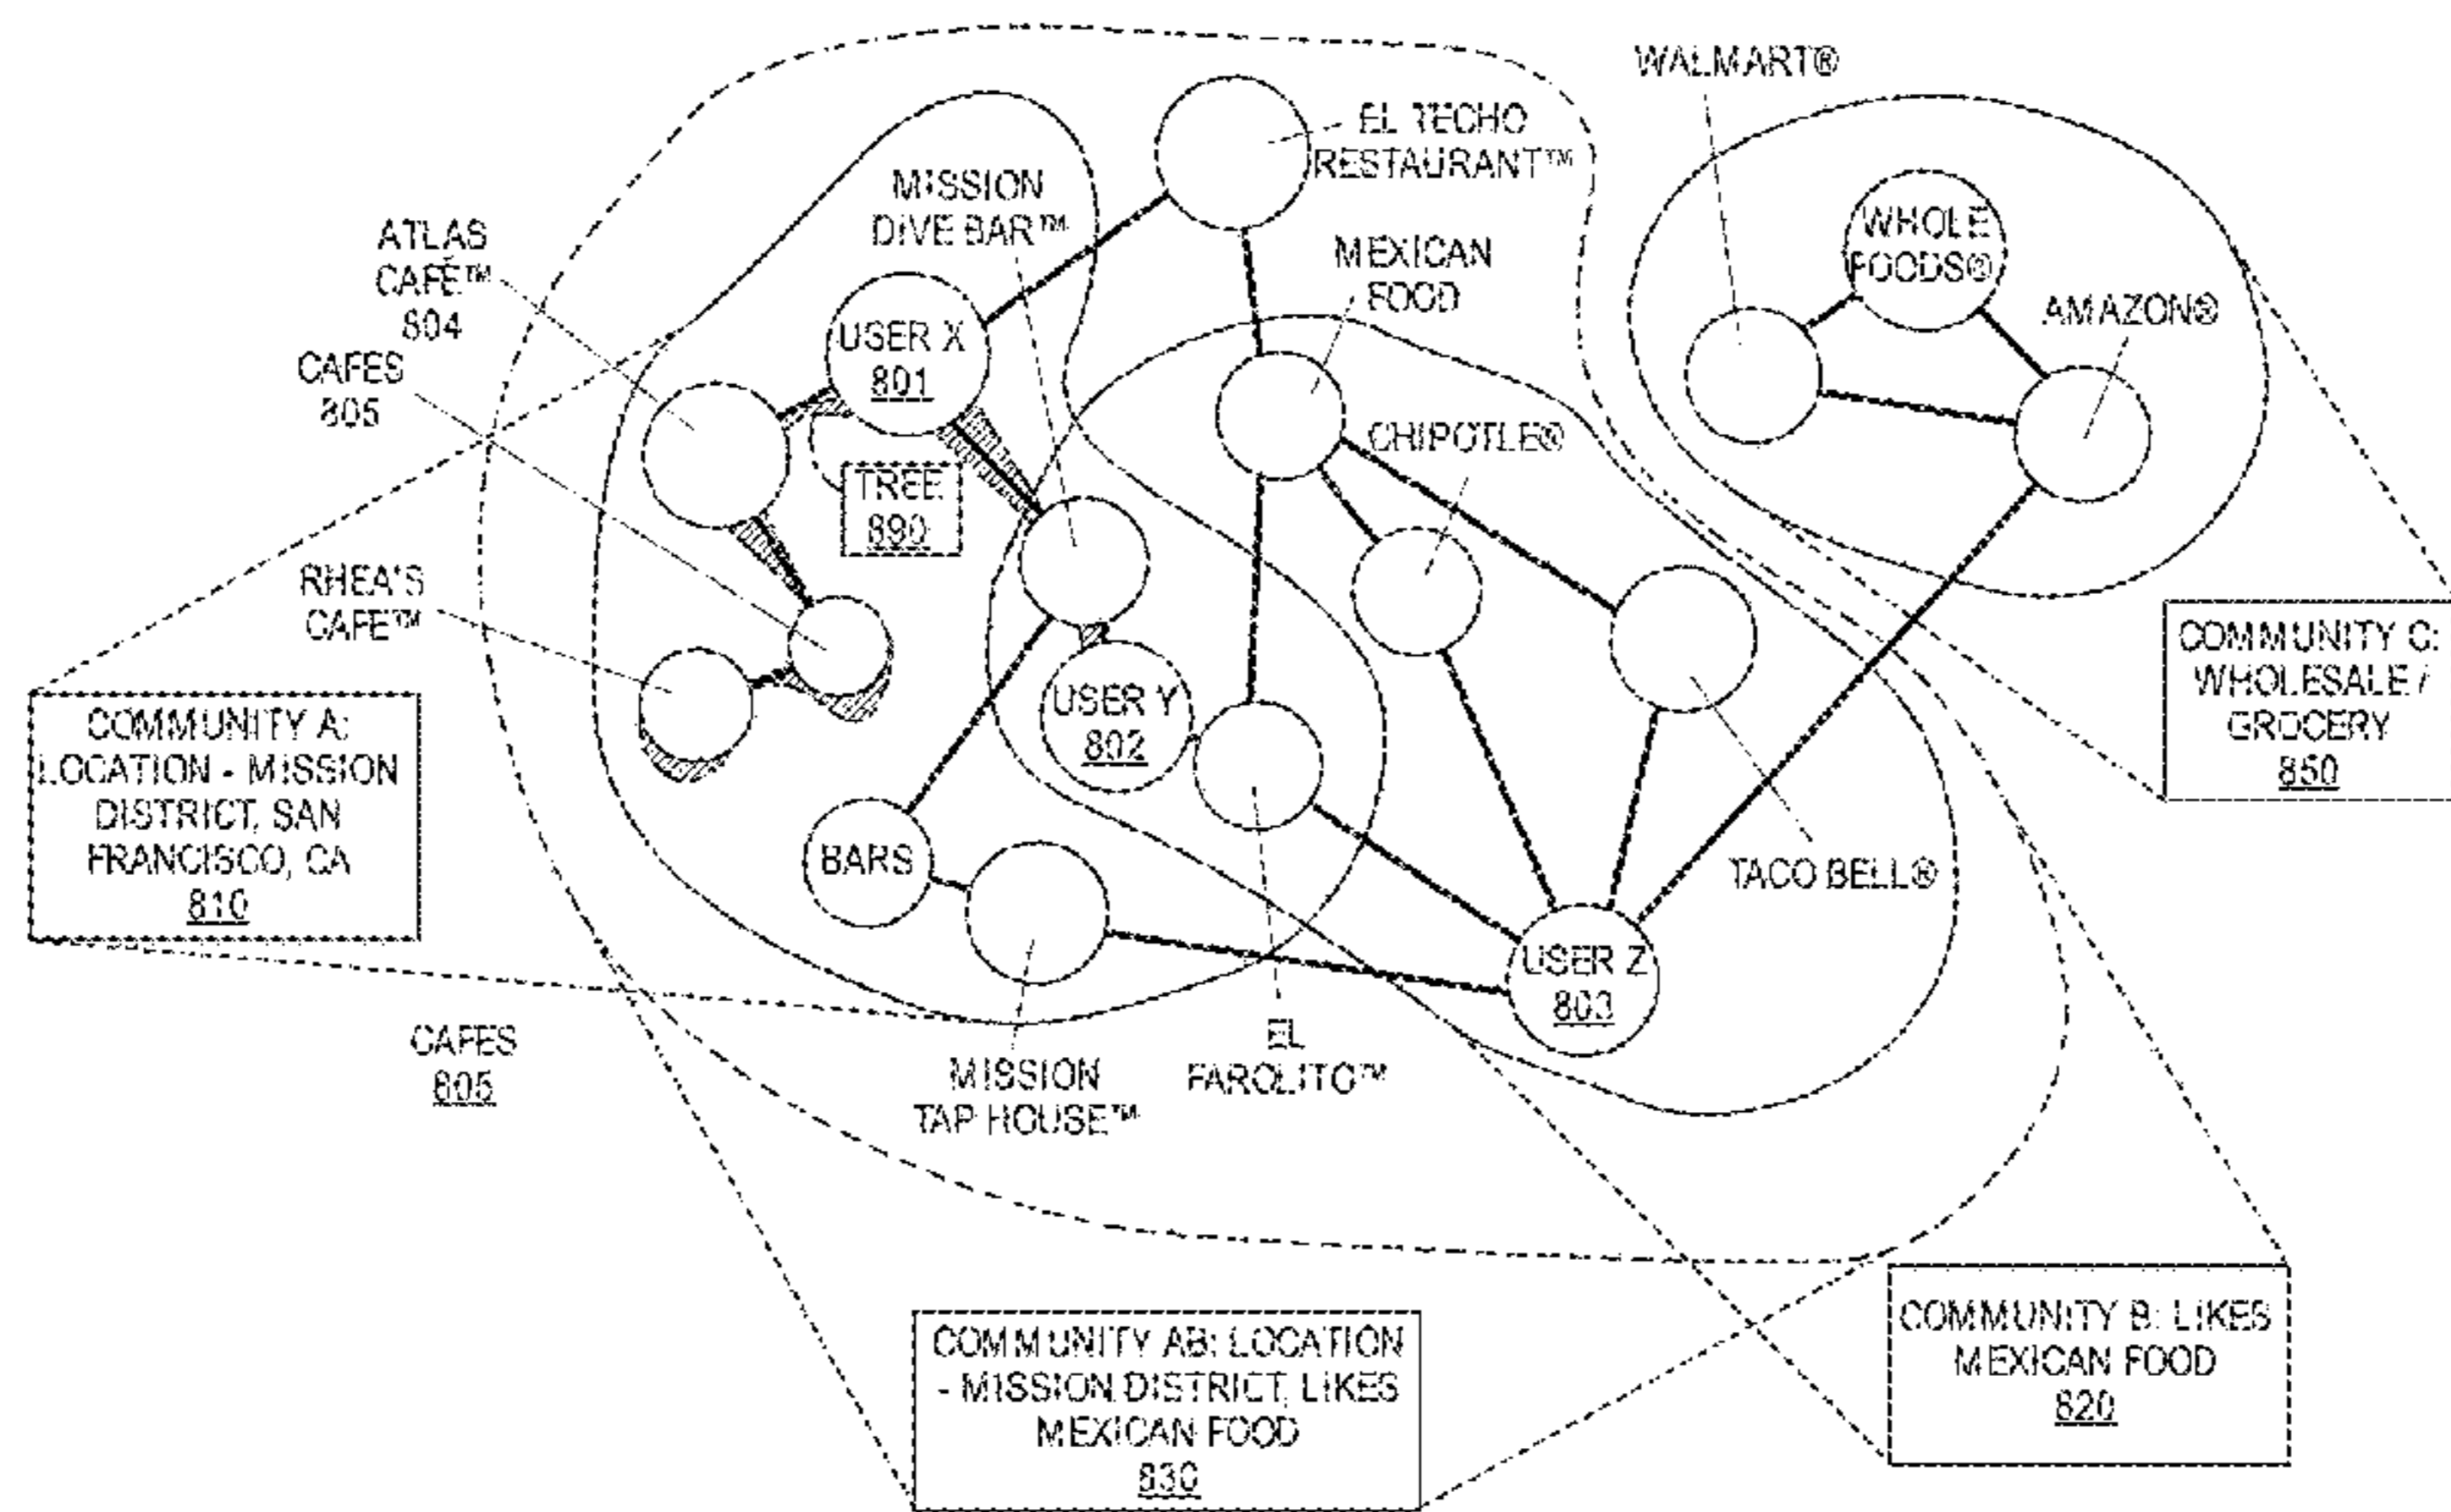 WALMART®
EL TECHO
RESTAURANT™
MISSION
DIVE BAR™
ATLAS
CAFÉ™
804
WHOLE
FOODS®
MEXICAN
FOOD
AMAZON®
USER X
801
CAFES
805
CHIPOTLE®
TREE
890
RHEA'S
CAFE™
COMMUNITY C:
WHOLESALE /
GROCERY
850
USER Y
802
COMMUNITY A:
LOCATION - MISSION
DISTRICT, SAN
FRANCISCO, CA
810
BARS
TACO BELL®
USER Z
803
CAFES
805
MISSION
TAP HOUSE™
EL
FAROLITO™
COMMUNITY AB: LOCATION
- MISSION DISTRICT, LIKES
MEXICAN FOOD
830
COMMUNITY B: LIKES
MEXICAN FOOD
820